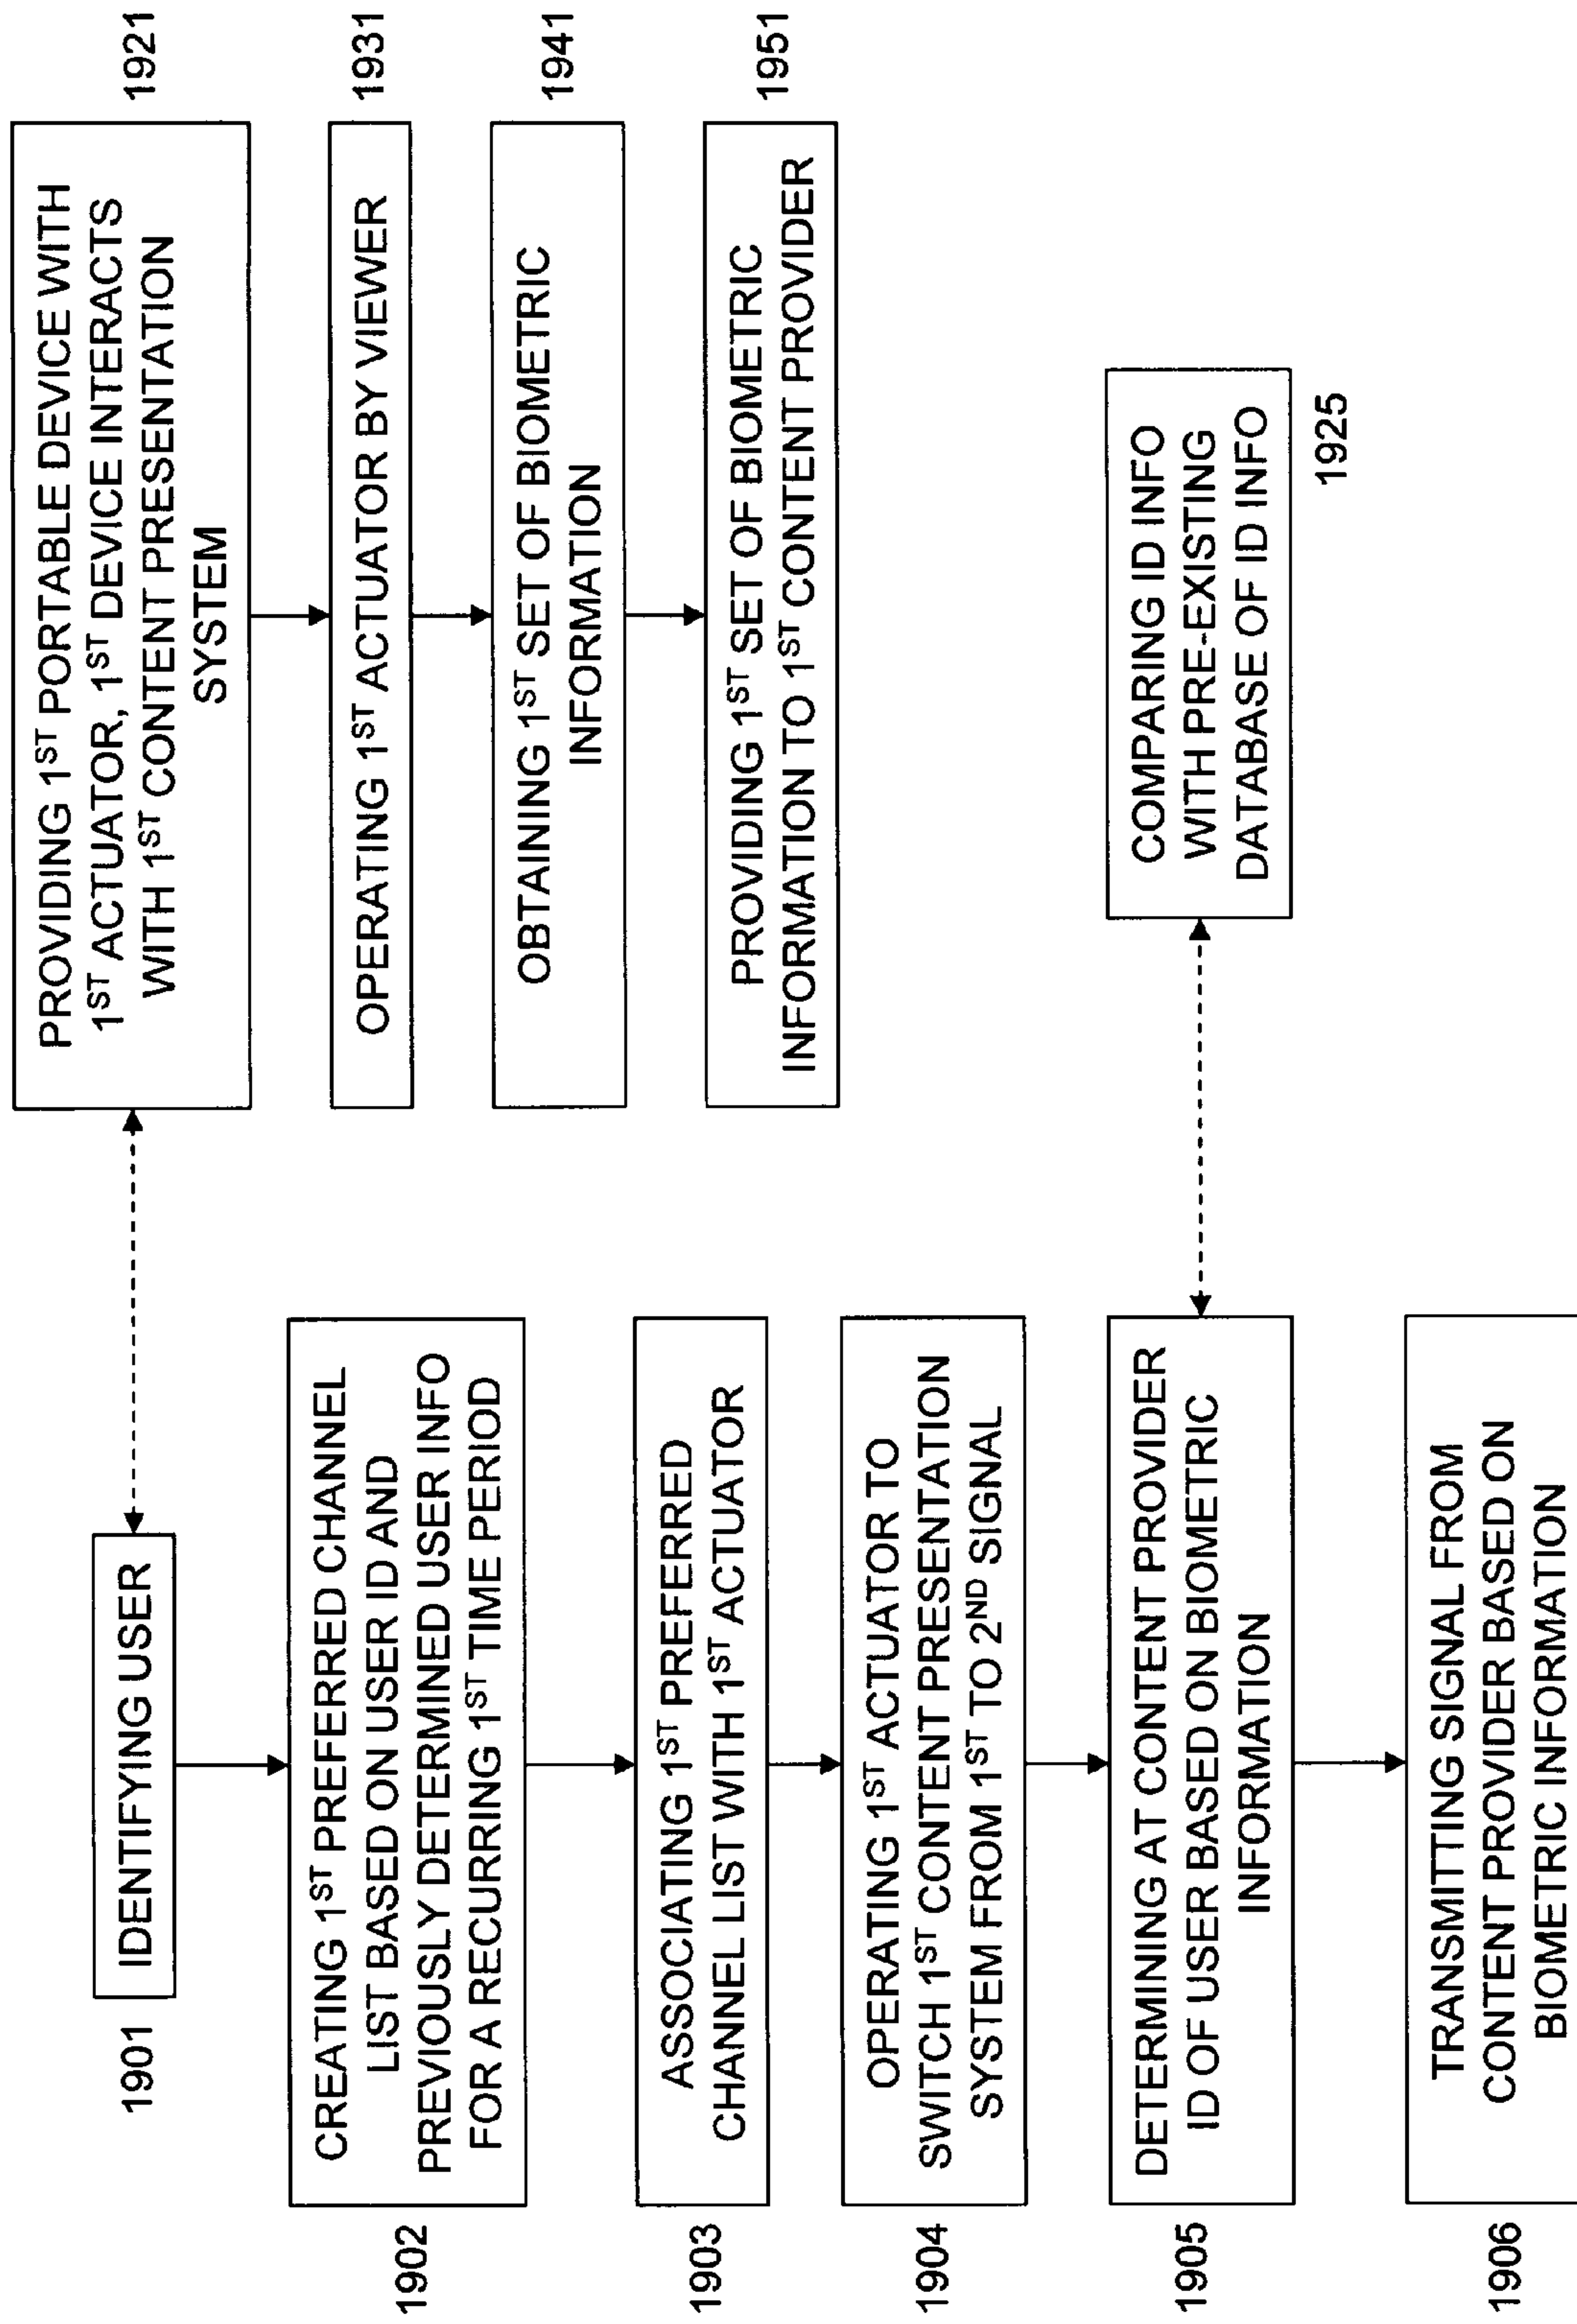 1901
IDENTIFYING USER
1902
CREATING 1ST PREFERRED CHANNEL
LIST BASED ON USER ID AND
PREVIOUSLY DETERMINED USER INFO
FOR A RECURRING 1ST TIME PERIOD
1903
ASSOCIATING 1ST PREFERRED
CHANNEL LIST WITH 1ST ACTUATOR
1904
OPERATING 1ST ACTUATOR TO
SWITCH 1ST CONTENT PRESENTATION
SYSTEM FROM 1ST TO 2ND SIGNAL
1905
DETERMINING AT CONTENT PROVIDER
ID OF USER BASED ON BIOMETRIC
INFORMATION
1906
TRANSMITTING SIGNAL FROM
CONTENT PROVIDER BASED ON
BIOMETRIC INFORMATION
PROVIDING 1ST PORTABLE DEVICE WITH
1ST ACTUATOR, 1ST DEVICE INTERACTS
WITH 1ST CONTENT PRESENTATION
SYSTEM
1921
OPERATING 1ST ACTUATOR BY VIEWER
1931
OBTAINING 1ST SET OF BIOMETRIC
INFORMATION
1941
PROVIDING 1ST SET OF BIOMETRIC
INFORMATION TO 1ST CONTENT PROVIDER
1951
COMPARING ID INFO
WITH PRE-EXISTING
DATABASE OF ID INFO
1925